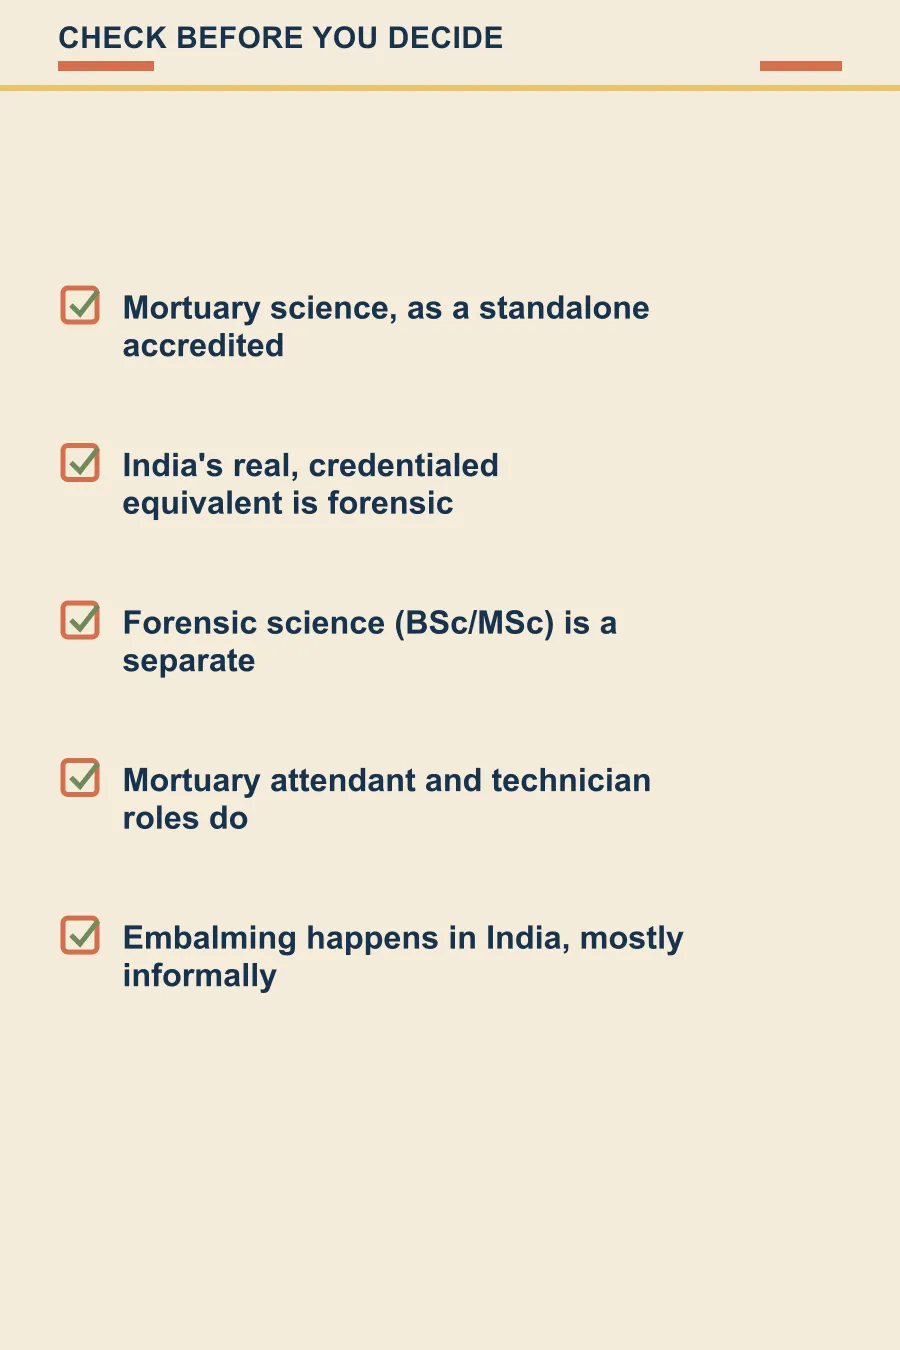 CHECK BEFORE YOU DECIDE
Mortuary science, as a standalone
accredited
India's real, credentialed
equivalent is forensic
Forensic science (BSc/MSc) is a
separate
Mortuary attendant and technician
roles do
Embalming happens in India, mostly
informally